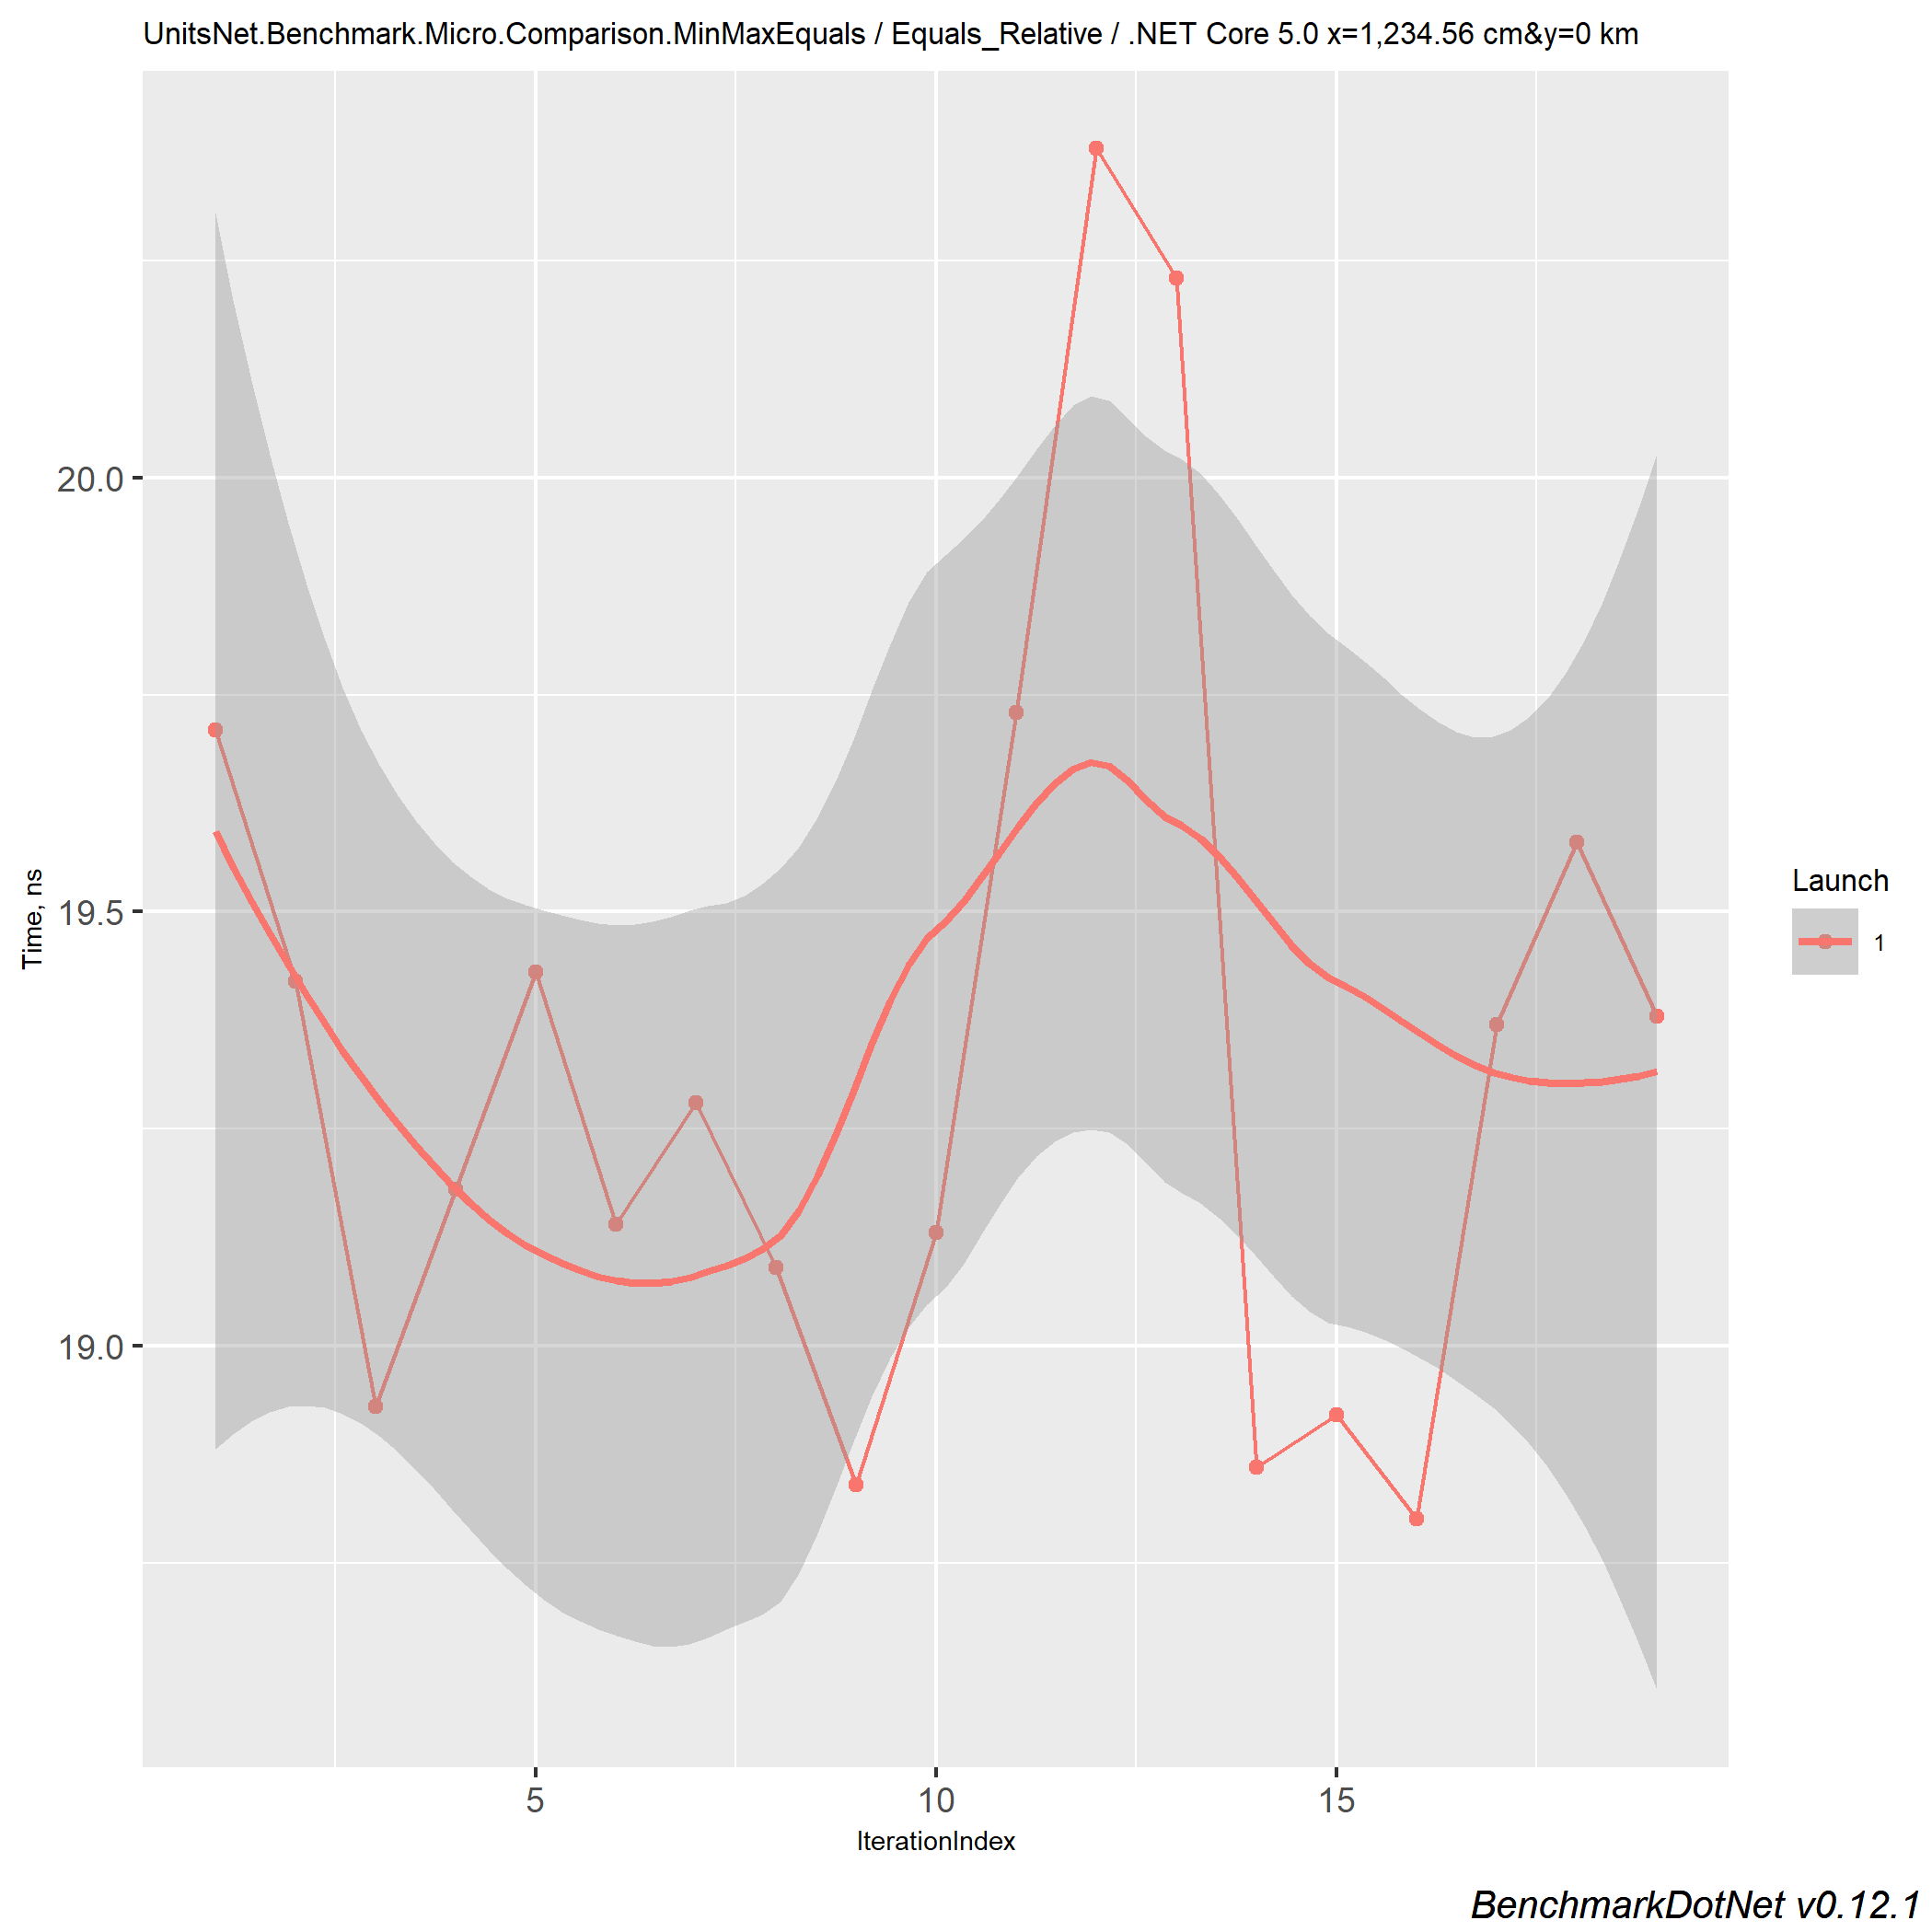 UnitsNet.Benchmark.Micro.Comparison.MinMaxEquals / Equals_Relative / .NET Core 5.0 x=1,234.56 cm&y=0 km
20.0
19.5
19.0
Time, ns
5
10
15
IterationIndex
Launch
1
BenchmarkDotNet v0.12.1